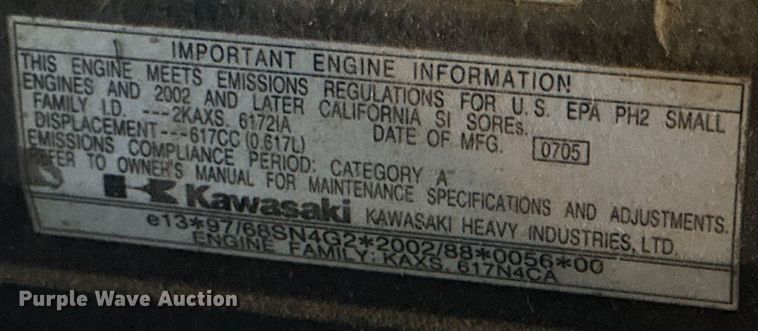 IMPORTANT ENGINE INFORMATION
THIS ENGINE MEETS EMISSIONS REGULATIONS FOR U.S. EPA PH2 SMALL
ENGINES AND 2002 AND LATER CALIFORNIA SI SORES.
FAMILY I.D. ---2KAXS. 6172IA DATE OF MFG. 0705
DISPLACEMENT---617CC (0.617L)
EMISSIONS COMPLIANCE PERIOD: CATEGORY A
REFER TO OWNER'S MANUAL FOR MAINTENANCE SPECIFICATIONS AND ADJUSTMENTS.
Kawasaki KAWASAKI HEAVY INDUSTRIES, LTD.
e13*97/68SN4G2*2002/88*0056*00
ENGINE FAMILY: KAXS. 617N4CA
Purple Wave Auction